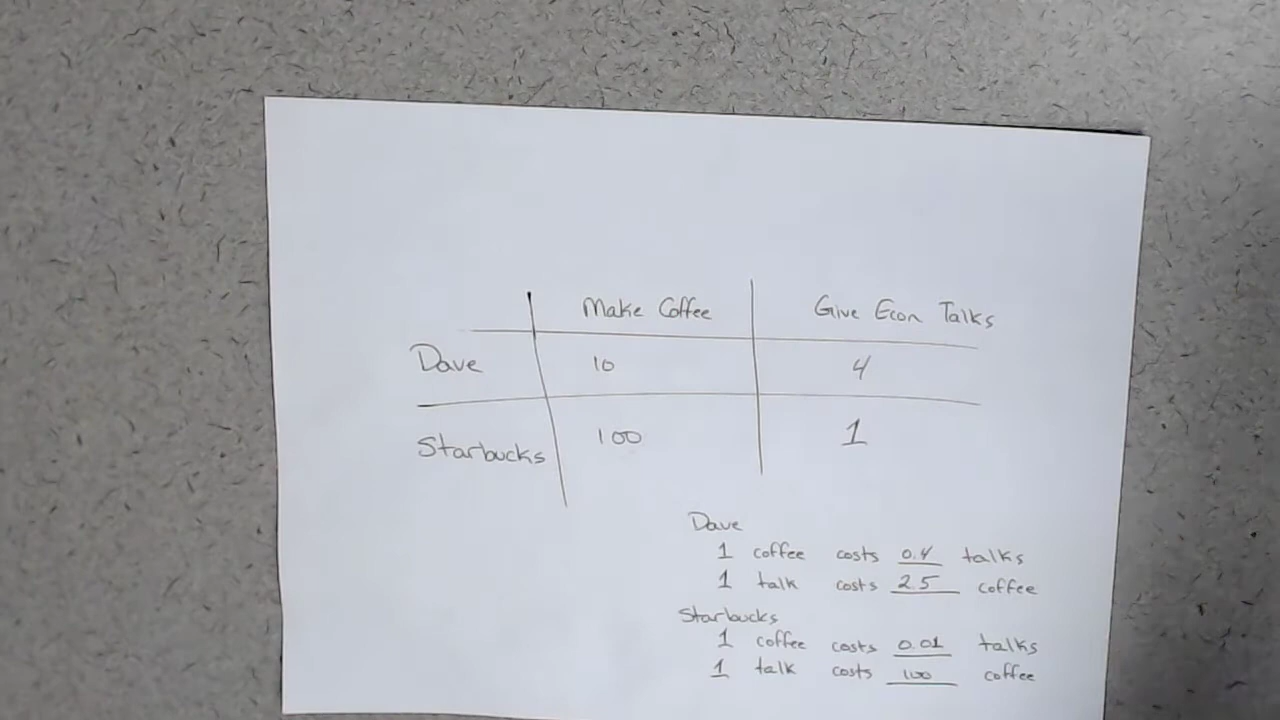 Make Coffee Give Econ Talks
Dave 10 4
Starbucks 100 1
Dave
1 coffee costs 0.4 talks
1 talk costs 2.5 coffee
Starbucks
1 coffee costs 0.01 talks
1 talk costs 100 coffee